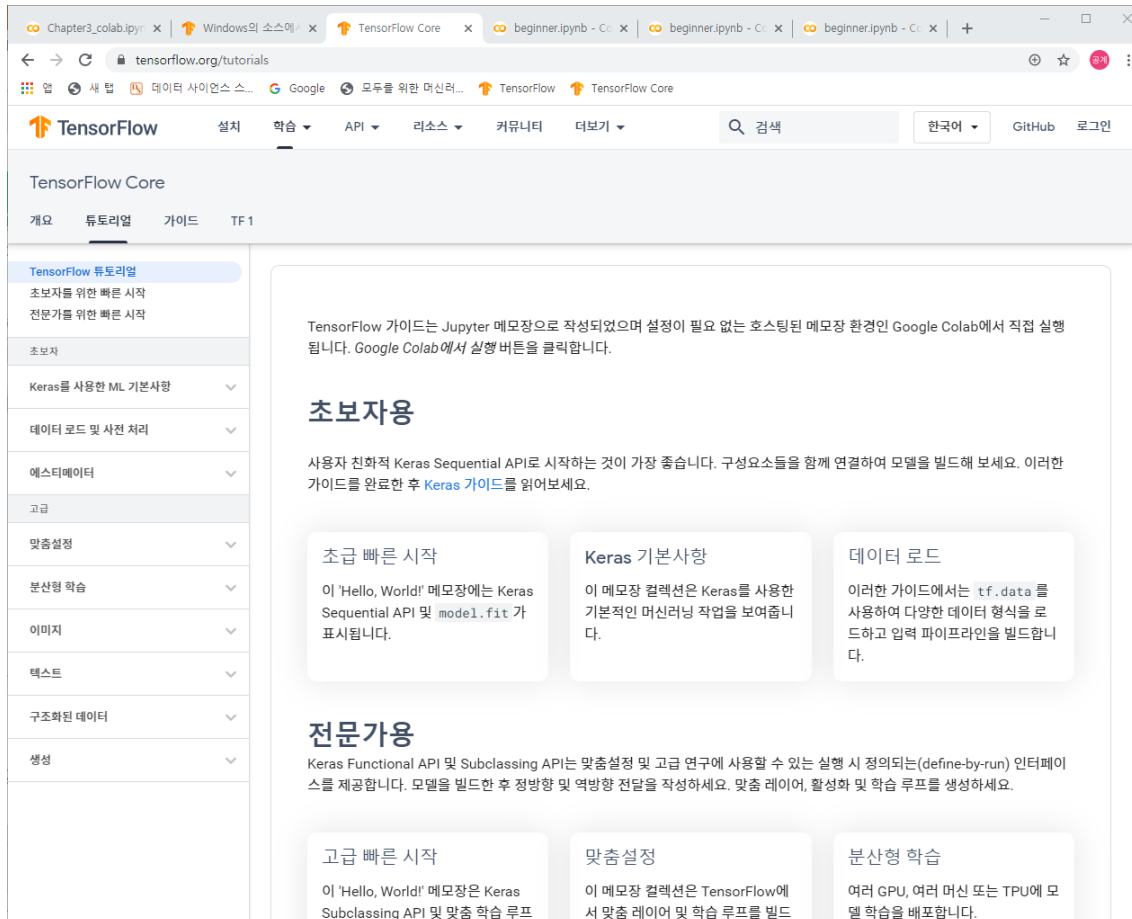 Chapter3_colab.ipyn
Windows의 소스에서
TensorFlow Core
beginner.ipynb - Co
beginner.ipynb - Co
beginner.ipynb - Co
tensorflow.org/tutorials
공계
앱
새 탭
데이터 사이언스 스...
Google
모두를 위한 머신러...
TensorFlow
TensorFlow Core
TensorFlow
설치
학습
API
리소스
커뮤니티
더보기
검색
한국어
GitHub
로그인
TensorFlow Core
개요
튜토리얼
가이드
TF 1
TensorFlow 튜토리얼
초보자를 위한 빠른 시작
전문가를 위한 빠른 시작
초보자
Keras를 사용한 ML 기본사항
데이터 로드 및 사전 처리
에스티메이터
고급
맞춤설정
분산형 학습
이미지
텍스트
구조화된 데이터
생성
TensorFlow 가이드는 Jupyter 메모장으로 작성되었으며 설정이 필요 없는 호스팅된 메모장 환경인 Google Colab에서 직접 실행
됩니다. Google Colab에서 실행 버튼을 클릭합니다.
초보자용
사용자 친화적 Keras Sequential API로 시작하는 것이 가장 좋습니다. 구성요소들을 함께 연결하여 모델을 빌드해 보세요. 이러한
가이드를 완료한 후 Keras 가이드를 읽어보세요.
초급 빠른 시작
이 'Hello, World!' 메모장에는 Keras
Sequential API 및 model.fit 가
표시됩니다.
Keras 기본사항
이 메모장 컬렉션은 Keras를 사용한
기본적인 머신러닝 작업을 보여줍니
다.
데이터 로드
이러한 가이드에서는 tf.data 를
사용하여 다양한 데이터 형식을 로
드하고 입력 파이프라인을 빌드합니
다.
전문가용
Keras Functional API 및 Subclassing API는 맞춤설정 및 고급 연구에 사용할 수 있는 실행 시 정의되는(define-by-run) 인터페이
스를 제공합니다. 모델을 빌드한 후 정방향 및 역방향 전달을 작성하세요. 맞춤 레이어, 활성화 및 학습 루프를 생성하세요.
고급 빠른 시작
이 'Hello, World!' 메모장은 Keras
Subclassing API 및 맞춤 학습 루프
맞춤설정
이 메모장 컬렉션은 TensorFlow에
서 맞춤 레이어 및 학습 루프를 빌드
분산형 학습
여러 GPU, 여러 머신 또는 TPU에 모
델 학습을 배포합니다.